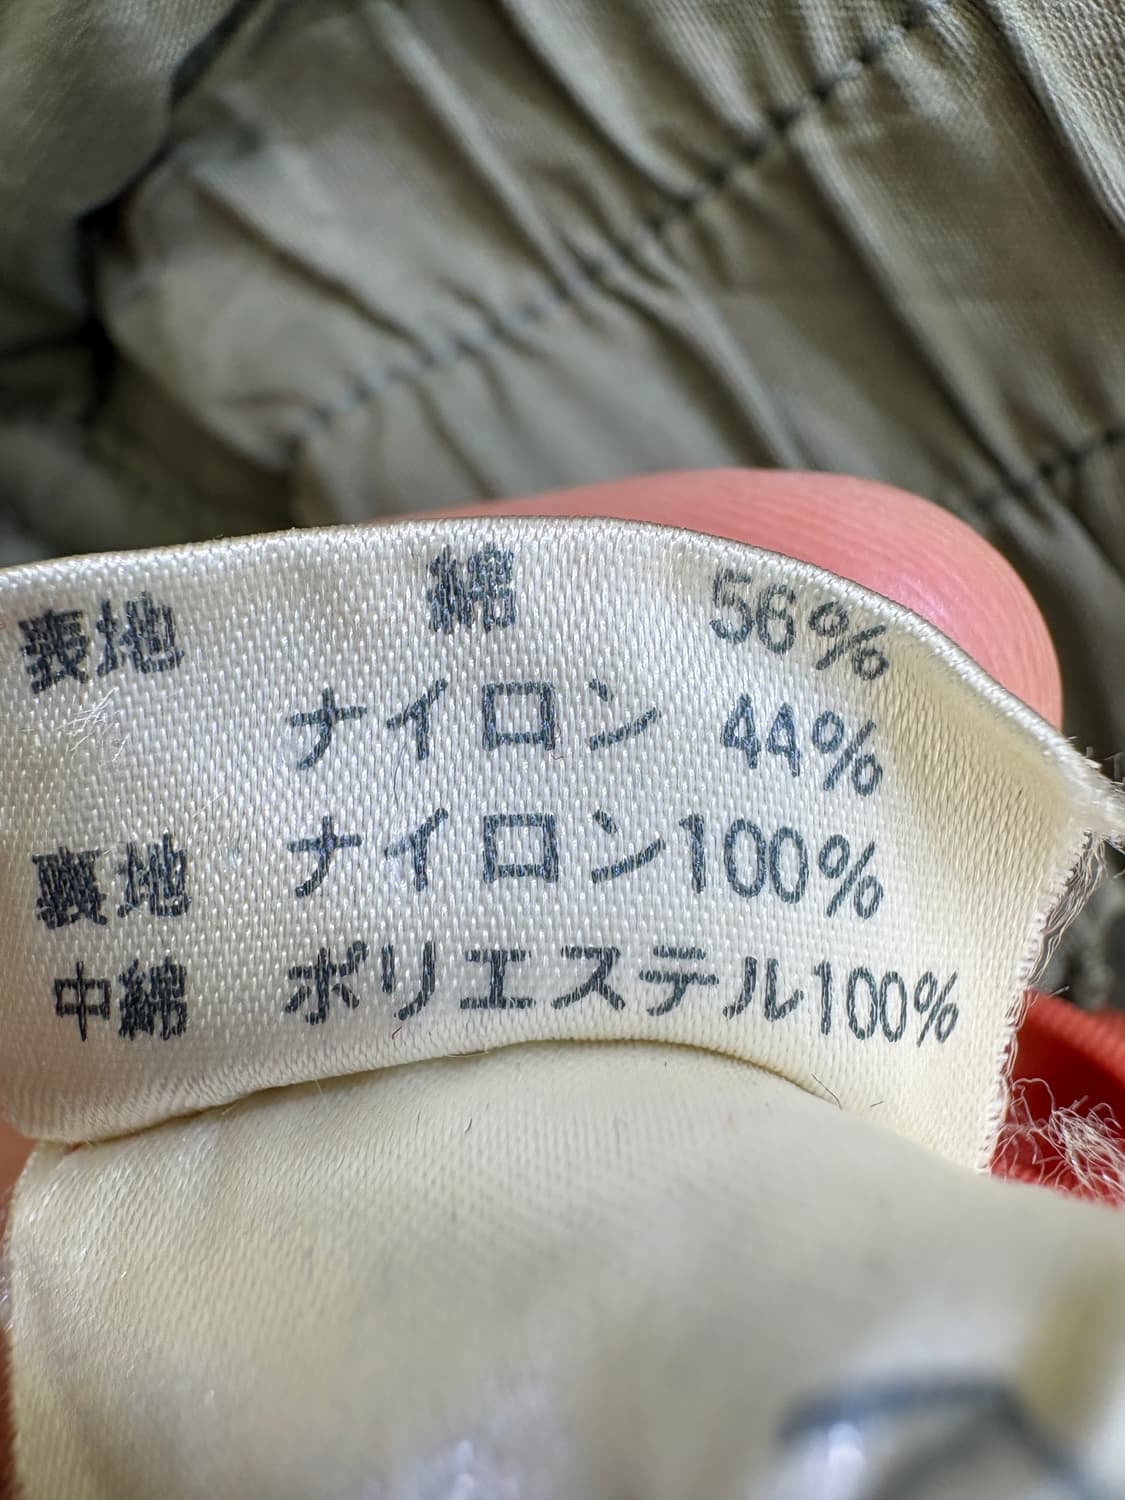 表地 綿 56%
ナイロン 44%
裏地 ナイロン100%
中綿 ポリエステル100%